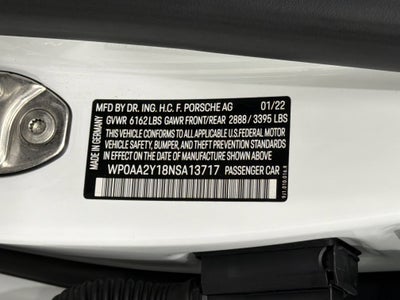 MFD BY DR. ING. H.C. F. PORSCHE AG 01/22
GVWR 6162 LBS GAWR FRONT/REAR 2888 / 3395 LBS
THIS VEHICLE CONFORMS TO ALL APPLICABLE U.S. FEDERAL MOTOR
VEHICLE SAFETY, BUMPER, AND THEFT PREVENTION STANDARDS
IN EFFECT ON THE DATE OF MANUFACTURE SHOWN ABOVE
WP0AA2Y18NSA13717 PASSENGER CAR
MADE IN GERMANY